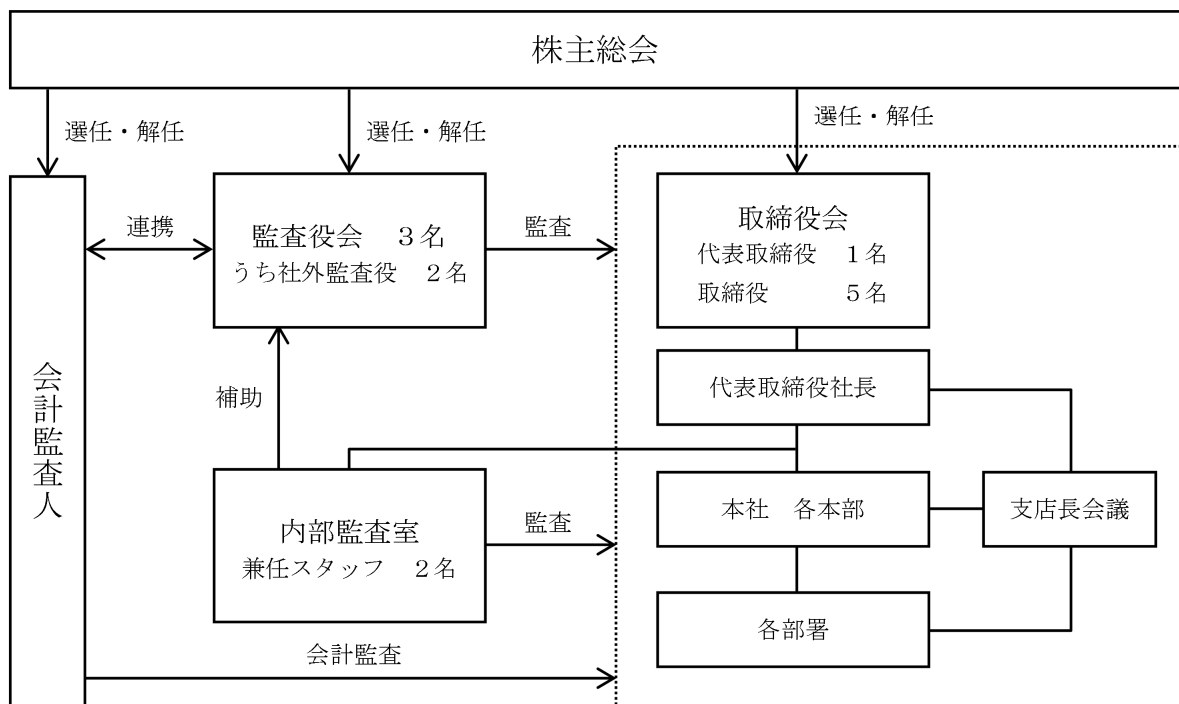 株主総会
選任・解任
選任・解任
選任・解任
連携
監査役会　３名
うち社外監査役　２名
監査
取締役会
代表取締役　１名
取締役　５名
会計監査人
補助
代表取締役社長
内部監査室
兼任スタッフ　２名
監査
本社　各本部
支店長会議
各部署
会計監査